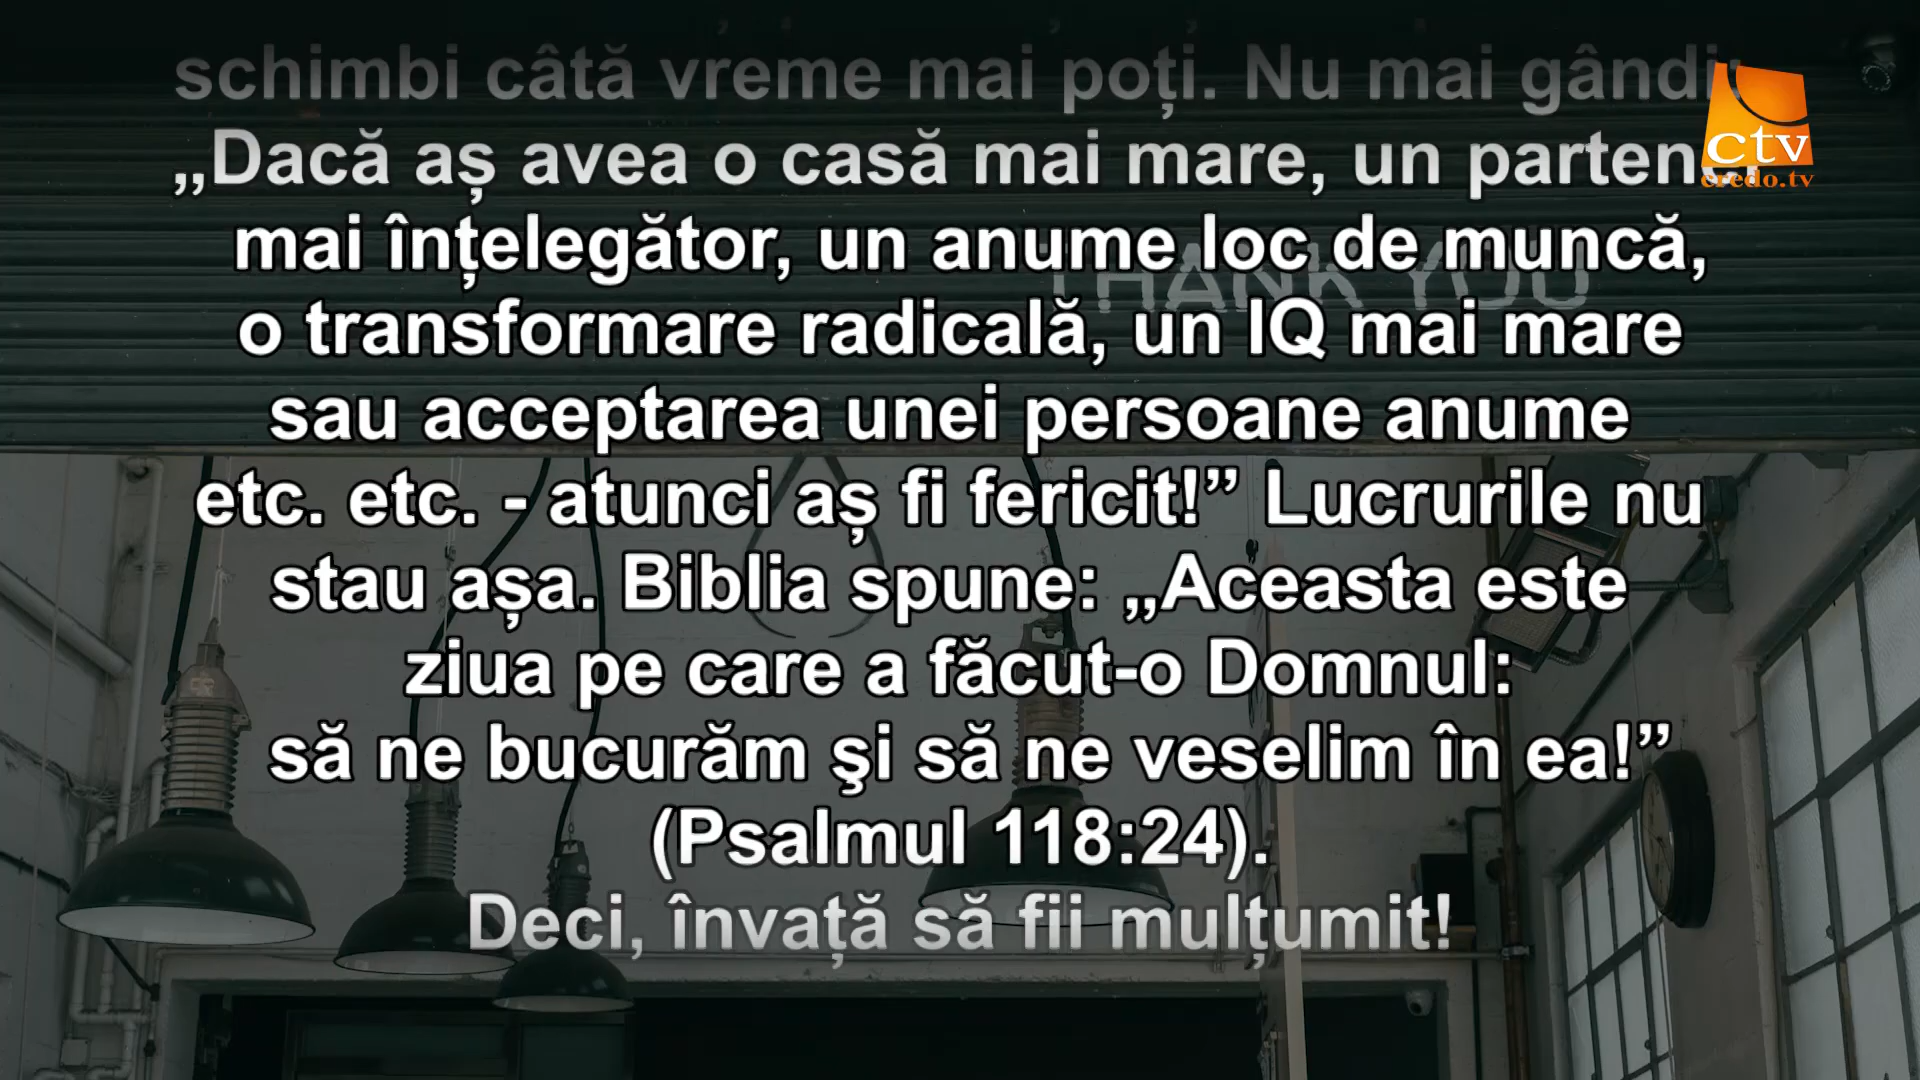 schimbi câtă vreme mai poți. Nu mai gândi:
„Dacă aș avea o casă mai mare, un
mai înțelegător, un anume loc de muncă,
o transformare radicală, un IQ mai mare
sau acceptarea unei persoane anume
etc. etc. - atunci aș fi fericit!” Lucrurile nu
stau așa. Biblia spune: „Aceasta este
ziua pe care a făcut-o Domnul:
să ne bucurăm şi să ne veselim în ea!”
(Psalmul 118:24).
Deci, învață să fii mulțumit!
ctv
credo.tv
THANK YOU